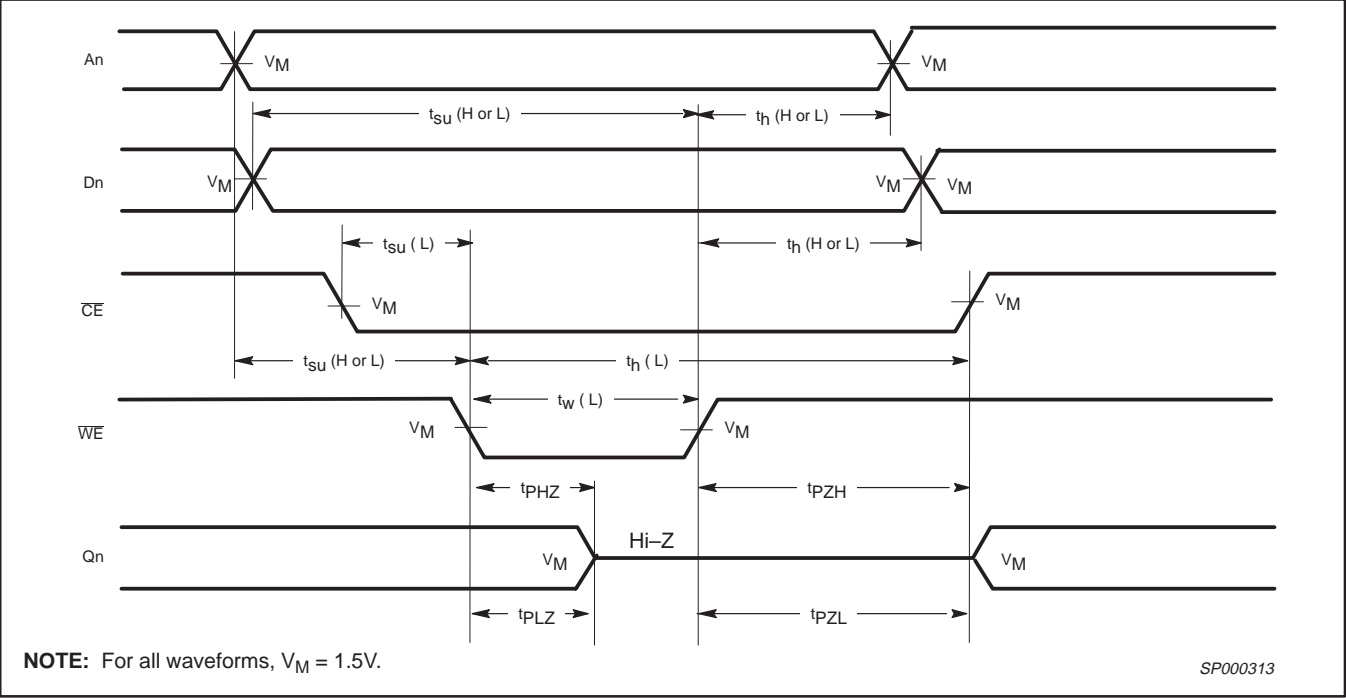 An VM VM
tsu (H or L) th (H or L)
Dn VM VM VM
tsu ( L) th (H or L)
CE VM VM
tsu (H or L) th ( L)
tw ( L)
WE VM VM
tPHZ tPZH
Hi–Z
Qn VM VM
tPLZ tPZL
NOTE: For all waveforms, VM = 1.5V.
SP000313